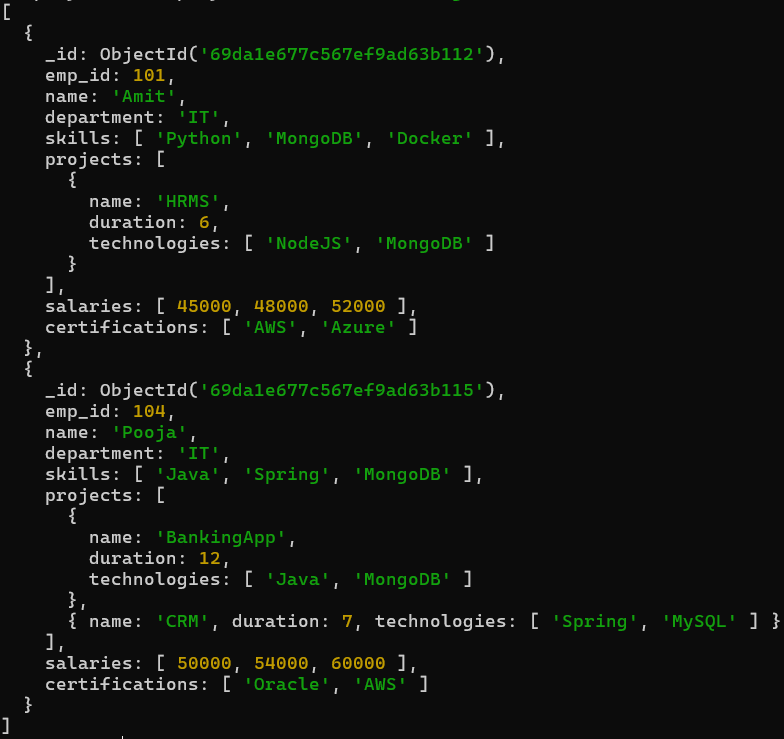 [
  {
    _id: ObjectId('69da1e677c567ef9ad63b112'),
    emp_id: 101,
    name: 'Amit',
    department: 'IT',
    skills: [ 'Python', 'MongoDB', 'Docker' ],
    projects: [
      {
        name: 'HRMS',
        duration: 6,
        technologies: [ 'NodeJS', 'MongoDB' ]
      }
    ],
    salaries: [ 45000, 48000, 52000 ],
    certifications: [ 'AWS', 'Azure' ]
  },
  {
    _id: ObjectId('69da1e677c567ef9ad63b115'),
    emp_id: 104,
    name: 'Pooja',
    department: 'IT',
    skills: [ 'Java', 'Spring', 'MongoDB' ],
    projects: [
      {
        name: 'BankingApp',
        duration: 12,
        technologies: [ 'Java', 'MongoDB' ]
      },
      { name: 'CRM', duration: 7, technologies: [ 'Spring', 'MySQL' ] }
    ],
    salaries: [ 50000, 54000, 60000 ],
    certifications: [ 'Oracle', 'AWS' ]
  }
]